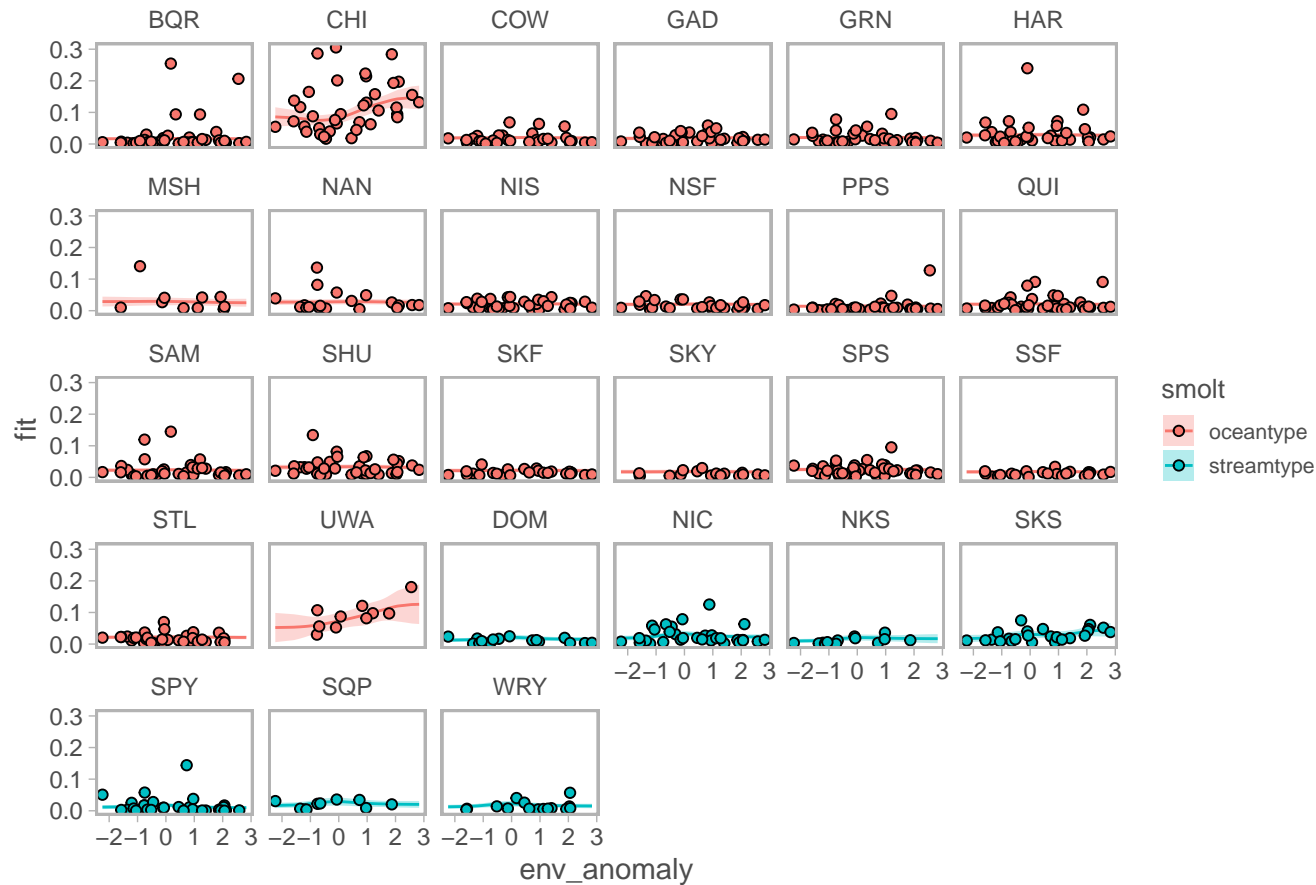 BQR CHI COW GAD GRN HAR
0.3
0.2
0.1
0.0
MSH NAN NIS NSF PPS QUI
0.3
0.2
0.1
0.0
SAM SHU SKF SKY SPS SSF
0.3
0.2
0.1
0.0
fit
smolt
oceantype
streamtype
STL UWA DOM NIC NKS SKS
0.3
0.2
0.1
0.0
−2−1 0 1 2 3 −2−1 0 1 2 3 −2−1 0 1 2 3
SPY SQP WRY
0.3
0.2
0.1
0.0
−2−1 0 1 2 3 −2−1 0 1 2 3 −2−1 0 1 2 3
env_anomaly